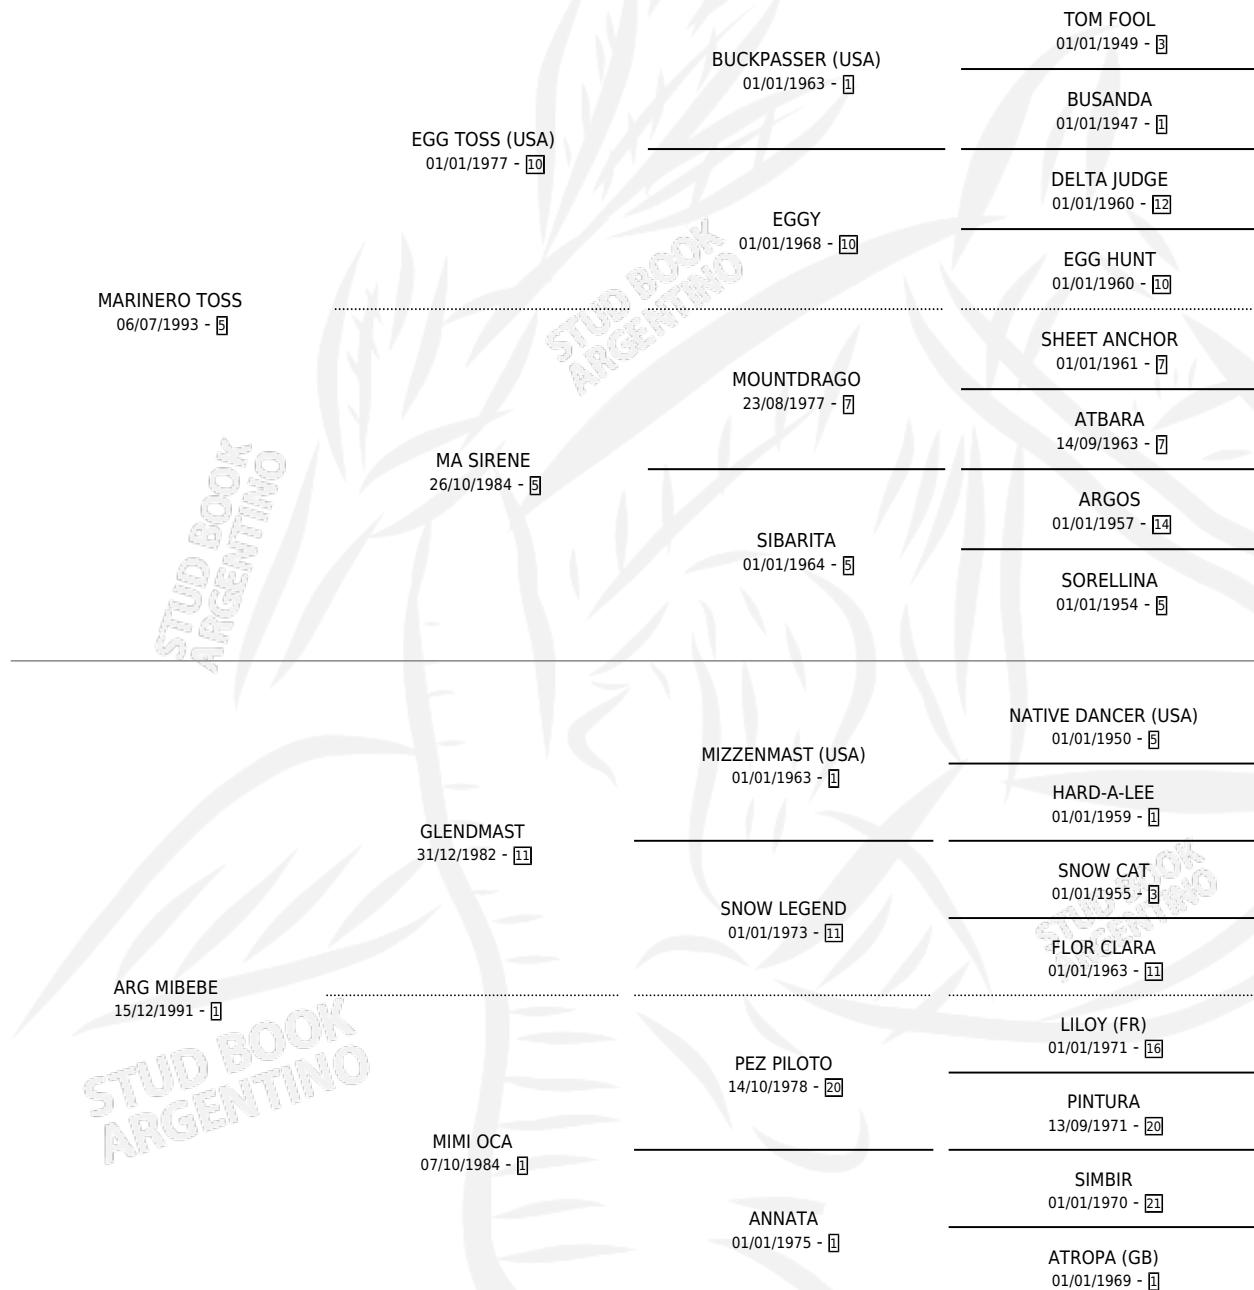 TOM FOOL
01/01/1949 - 3
BUCKPASSER (USA)
01/01/1963 - 1
BUSANDA
01/01/1947 - 1
EGG TOSS (USA)
01/01/1977 - 10
DELTA JUDGE
01/01/1960 - 12
EGGY
01/01/1968 - 10
EGG HUNT
01/01/1960 - 10
MARINERO TOSS
06/07/1993 - 5
SHEET ANCHOR
01/01/1961 - 7
MOUNTDRAGO
23/08/1977 - 7
ATBARA
14/09/1963 - 7
MA SIRENE
26/10/1984 - 5
ARGOS
01/01/1957 - 14
SIBARITA
01/01/1964 - 5
SORELLINA
01/01/1954 - 5
STUD BOOK
ARGENTINO
STUD BOOK
ARGENTINO
NATIVE DANCER (USA)
01/01/1950 - 5
MIZZENMAST (USA)
01/01/1963 - 1
HARD-A-LEE
01/01/1959 - 1
GLENDMAST
31/12/1982 - 11
SNOW CAT
01/01/1955 - 3
SNOW LEGEND
01/01/1973 - 11
FLOR CLARA
01/01/1963 - 11
ARG MIBEBE
15/12/1991 - 1
LILOY (FR)
01/01/1971 - 16
PEZ PILOTO
14/10/1978 - 20
PINTURA
13/09/1971 - 20
MIMI OCA
07/10/1984 - 1
SIMBIR
01/01/1970 - 21
ANNATA
01/01/1975 - 1
ATROPA (GB)
01/01/1969 - 1
STUD BOOK
ARGENTINO
STUD BOOK
ARGENTINO